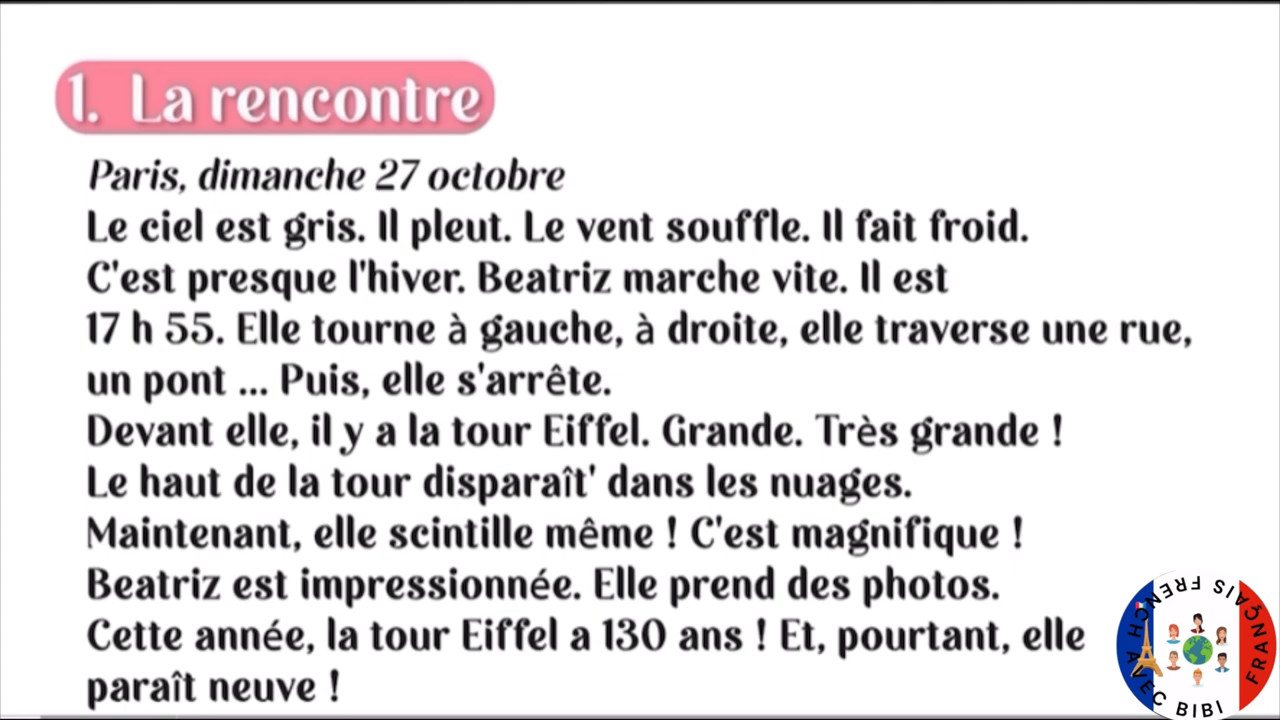 1. La rencontre
Paris, dimanche 27 octobre
Le ciel est gris. Il pleut. Le vent souffle. Il fait froid.
C'est presque l'hiver. Beatriz marche vite. Il est
17 h 55. Elle tourne à gauche, à droite, elle traverse une rue,
un pont ... Puis, elle s'arrête.
Devant elle, il y a la tour Eiffel. Grande. Très grande !
Le haut de la tour disparaît' dans les nuages.
Maintenant, elle scintille même ! C'est magnifique !
Beatriz est impressionnée. Elle prend des photos.
Cette année, la tour Eiffel a 130 ans ! Et, pourtant, elle
paraît neuve !
FRENCH AVEC BIBI FRANÇAIS